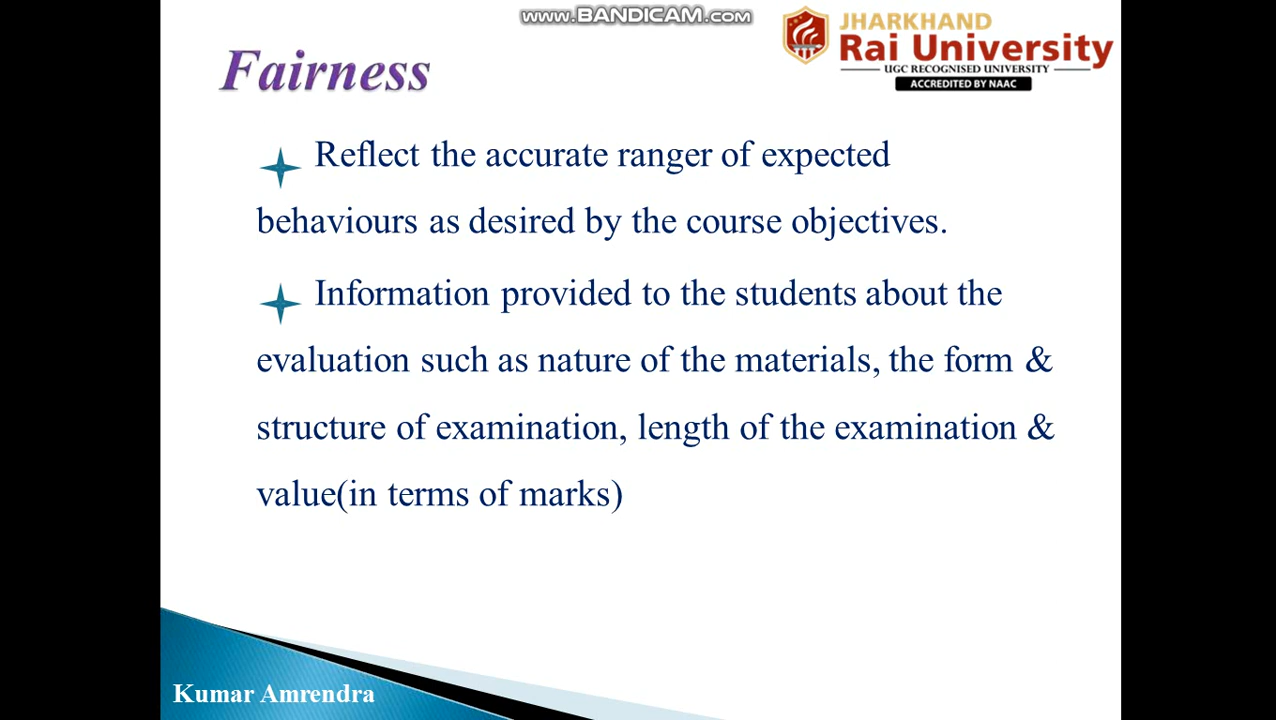 www.BANDICAM.com
JHARKHAND
Rai University
UGC RECOGNISED UNIVERSITY
ACCREDITED BY NAAC
Fairness
Reflect the accurate ranger of expected
behaviours as desired by the course objectives.
Information provided to the students about the
evaluation such as nature of the materials, the form &
structure of examination, length of the examination &
value(in terms of marks)
Kumar Amrendra